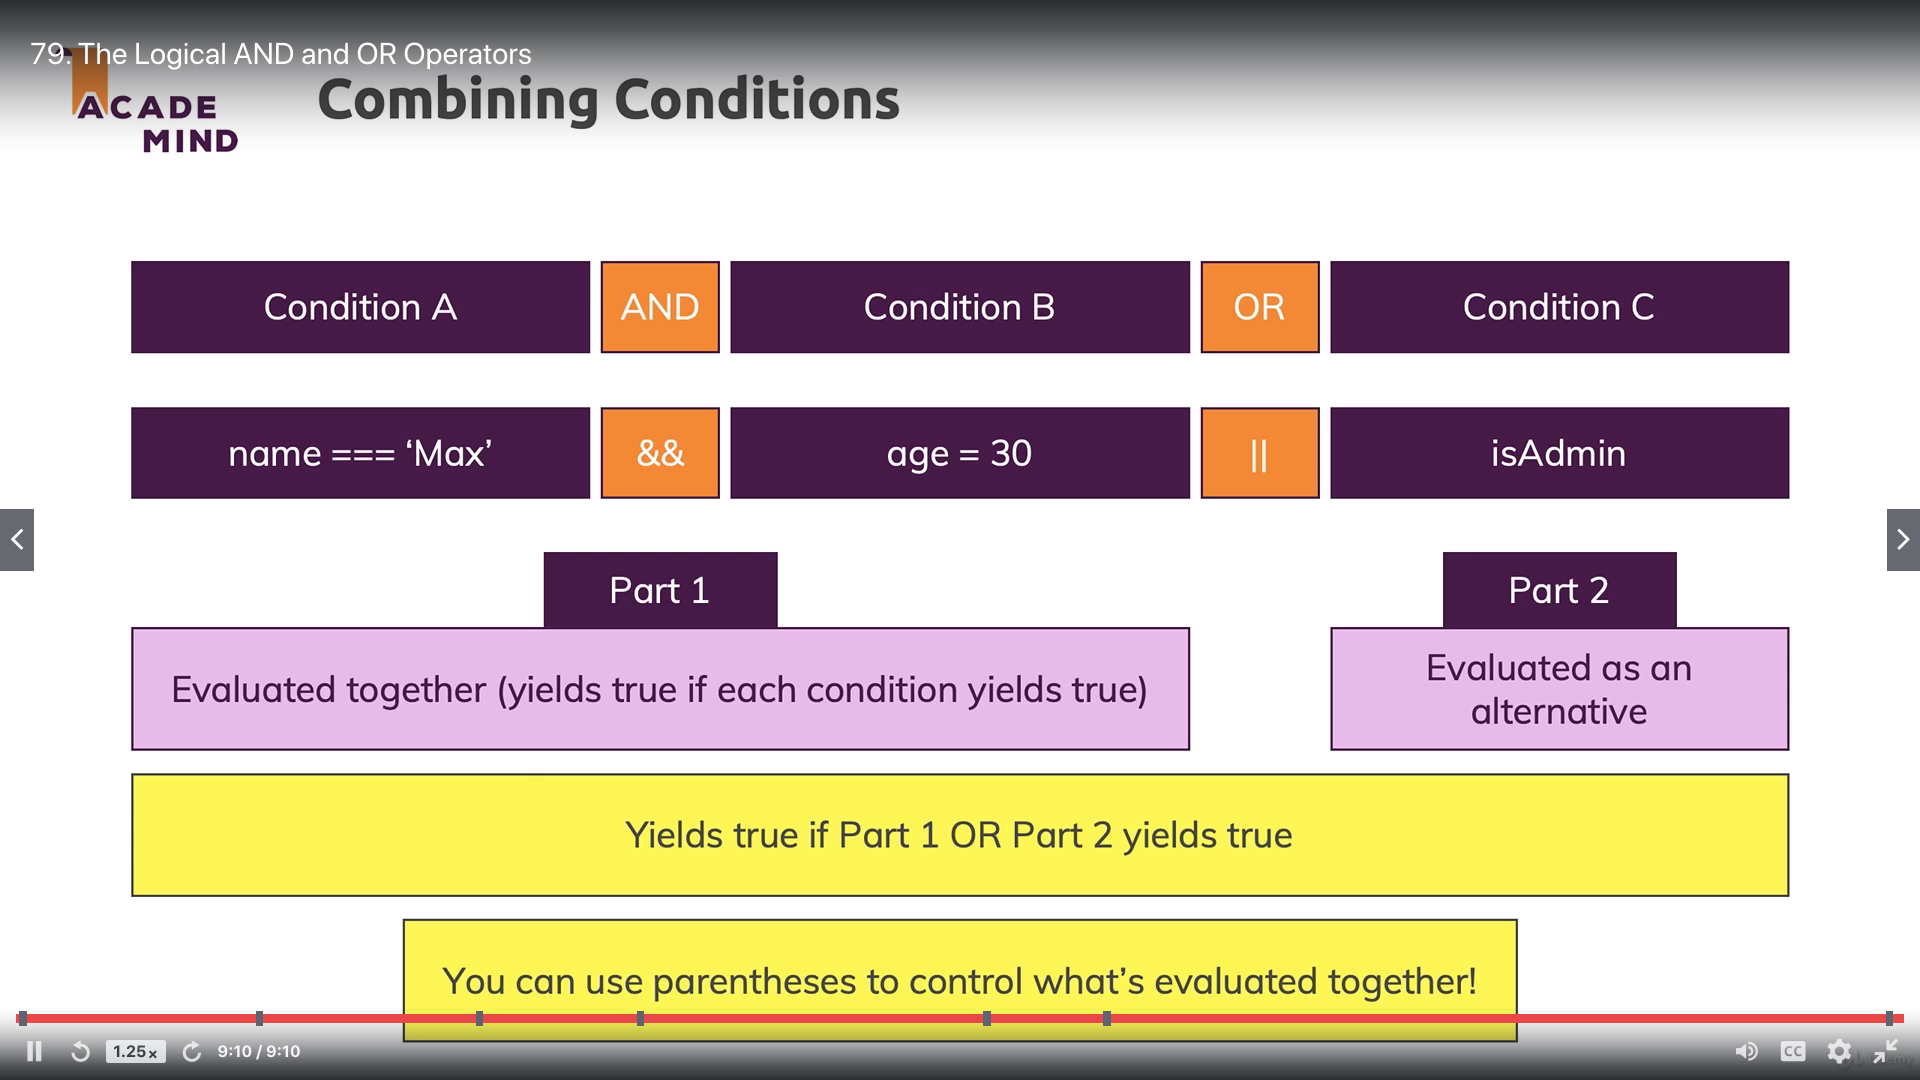 79. The Logical AND and OR Operators
ACADE
MIND
Combining Conditions
Condition A
AND
Condition B
OR
Condition C
name === ‘Max’
&&
age = 30
||
isAdmin
Part 1
Part 2
Evaluated together (yields true if each condition yields true)
Evaluated as an
alternative
Yields true if Part 1 OR Part 2 yields true
You can use parentheses to control what’s evaluated together!
1.25x
9:10 / 9:10
CC